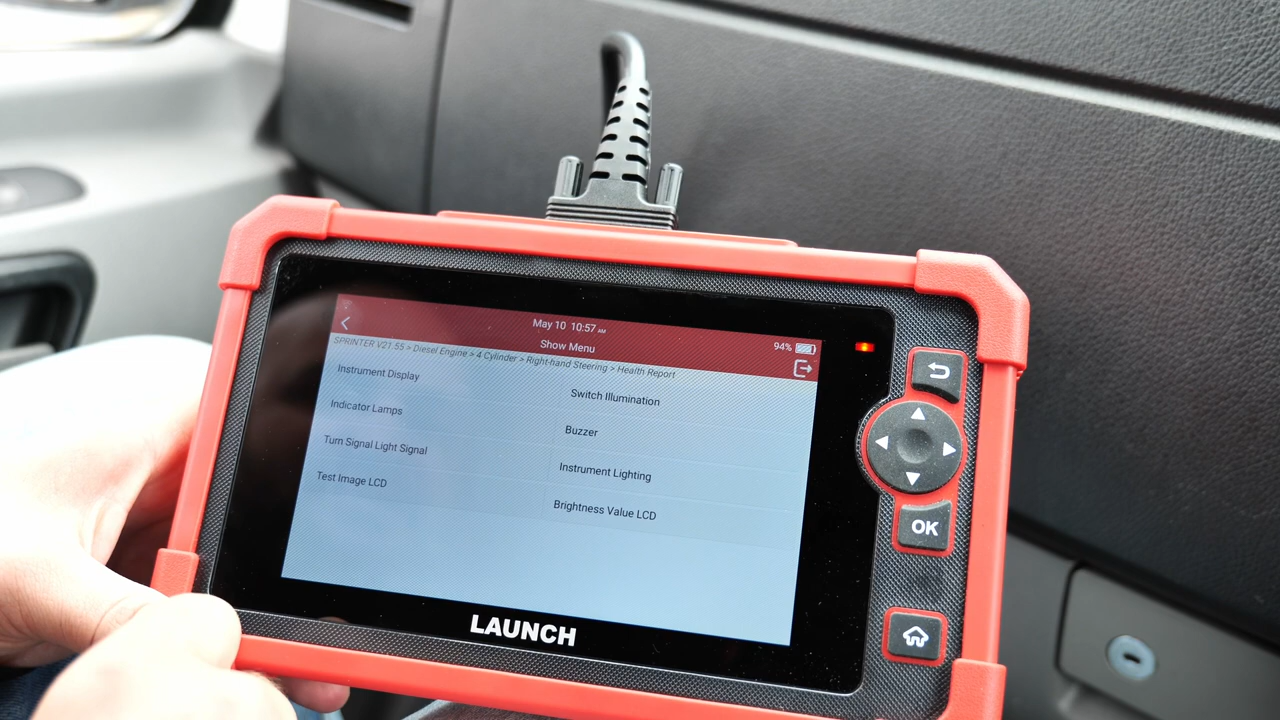 May 10 10:57 AM
94%
Show Menu
SPRINTER V21.55 > Diesel Engine > 4 Cylinder > Right-hand Steering > Health Report
Instrument Display
Switch Illumination
Indicator Lamps
Buzzer
Turn Signal Light Signal
Instrument Lighting
Test Image LCD
Brightness Value LCD
OK
LAUNCH